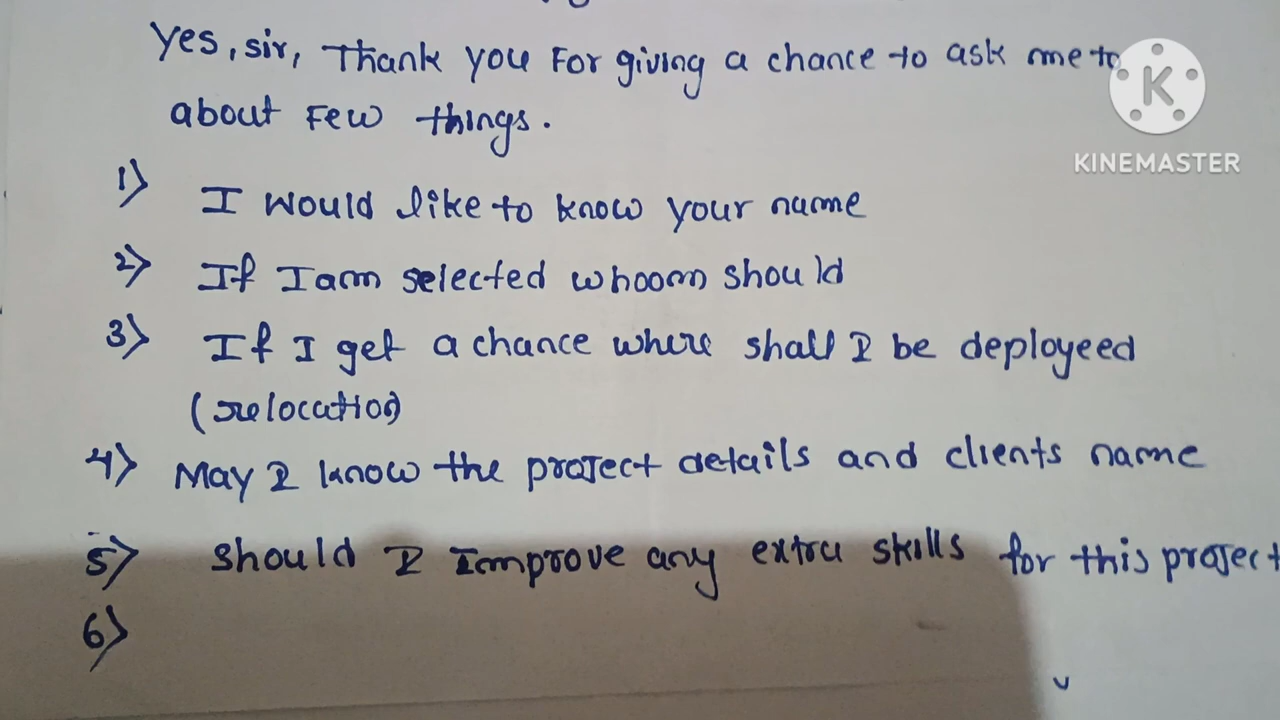 Yes, sir, Thank you For giving a chance to ask me to
about Few things.
1) I would like to know your name
2) If I am selected whoom should
3) If I get a chance where shall I be deployeed
(relocation)
4) May I know the project details and clients name
5) Should I Improve any extra skills for this project
6)
K
KINEMASTER